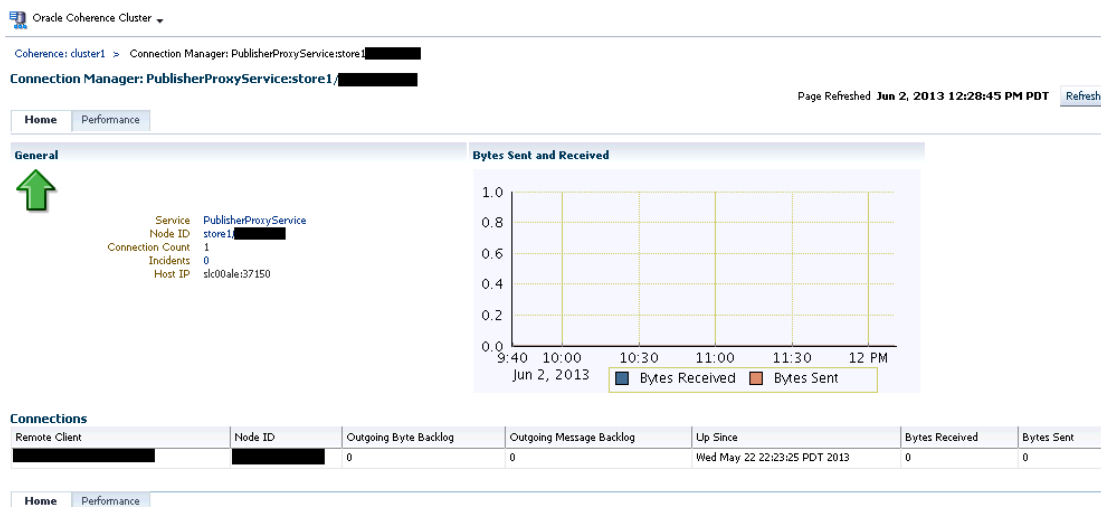 Oracle Coherence Cluster
Coherence: cluster1 > Connection Manager: PublisherProxyService:store1
Connection Manager: PublisherProxyService:store1/
Page Refreshed Jun 2, 2013 12:28:45 PM PDT Refresh
Home Performance
General
Bytes Sent and Received
Service PublisherProxyService
Node ID store1/
Connection Count 1
Incidents 0
Host IP slc00ale:37150
1.0
0.8
0.6
0.4
0.2
0.0
9:40 10:00 10:30 11:00 11:30 12 PM
Jun 2, 2013
Bytes Received Bytes Sent
Connections
Remote Client Node ID Outgoing Byte Backlog Outgoing Message Backlog Up Since Bytes Received Bytes Sent
0 0 Wed May 22 22:23:25 PDT 2013 0 0
Home Performance